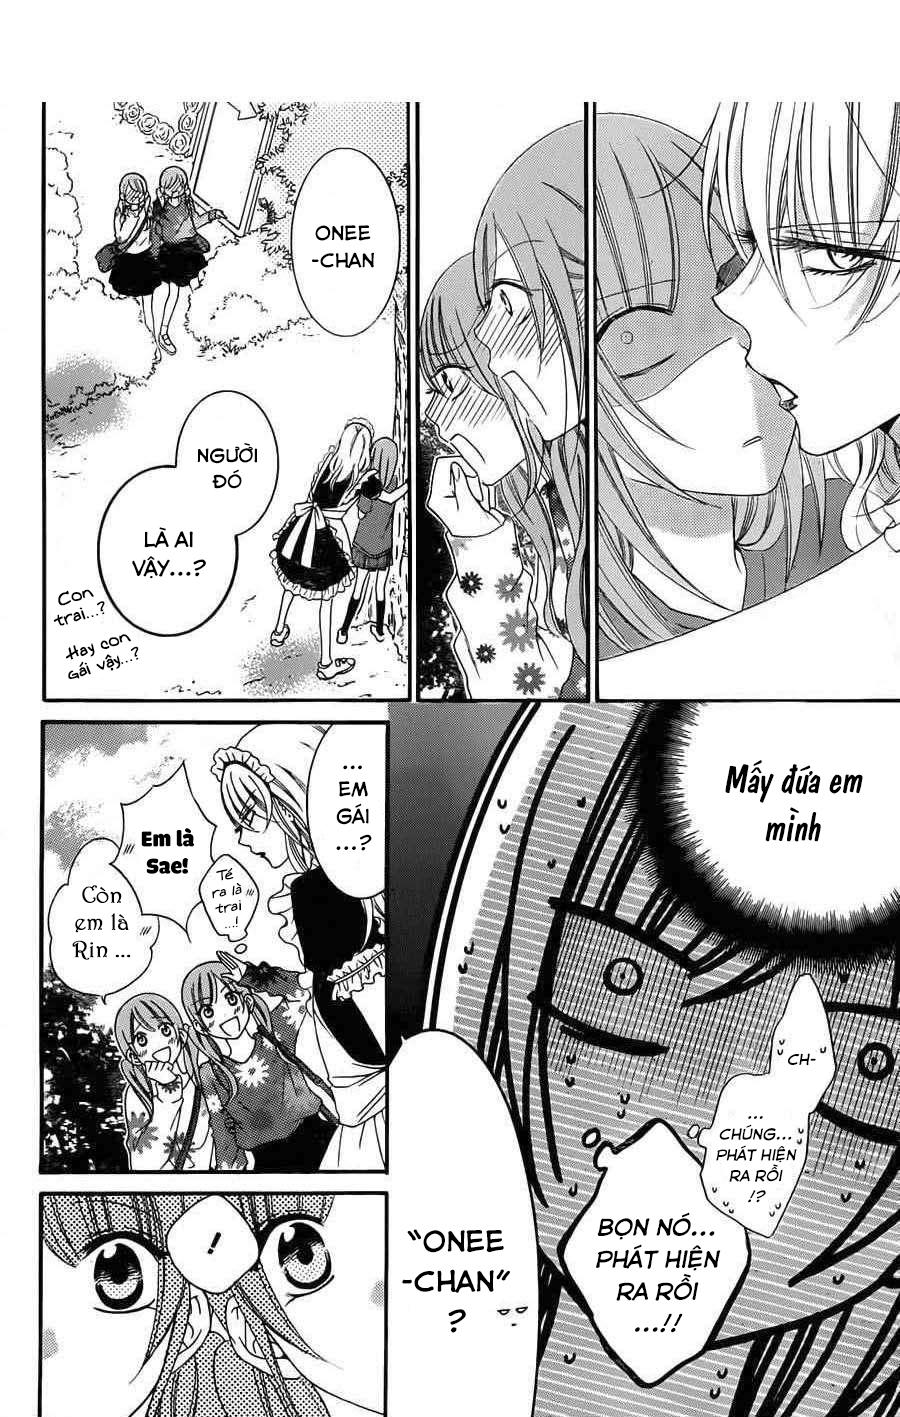 ONEE
-CHAN
NGƯỜI
ĐÓ
LÀ AI
VẬY...?
Con
trai...?
Hay con
gái vậy...?
Mấy đứa em
mình
CH-
...
CHÚNG...
PHÁT HIỆN
RA RỒI
!?
BỌN NÓ...
PHÁT HIỆN
RA RỒI
...!!
...
EM
GÁI
...?
Em là
Sae!
Té
ra là
trai
...!
Còn
em là
Rin ...
"ONEE
-CHAN"
?
!